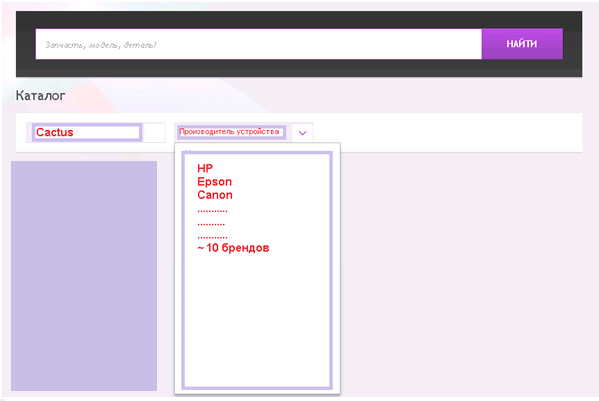 Запчасть, модель, деталь?
НАЙТИ
Каталог
Cactus
Производитель устройства
HP
Epson
Canon
...........
..........
...........
~ 10 брендов